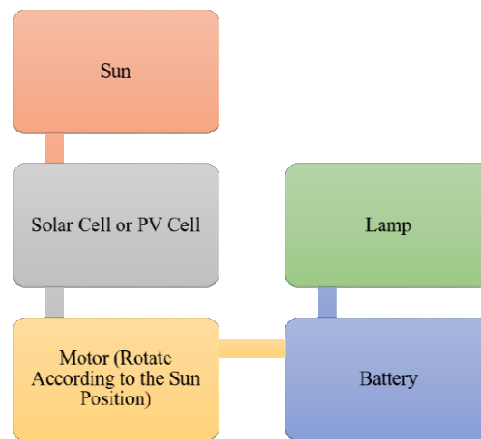 Sun
Solar Cell or PV Cell
Motor (Rotate
According to the Sun
Position)
Lamp
Battery